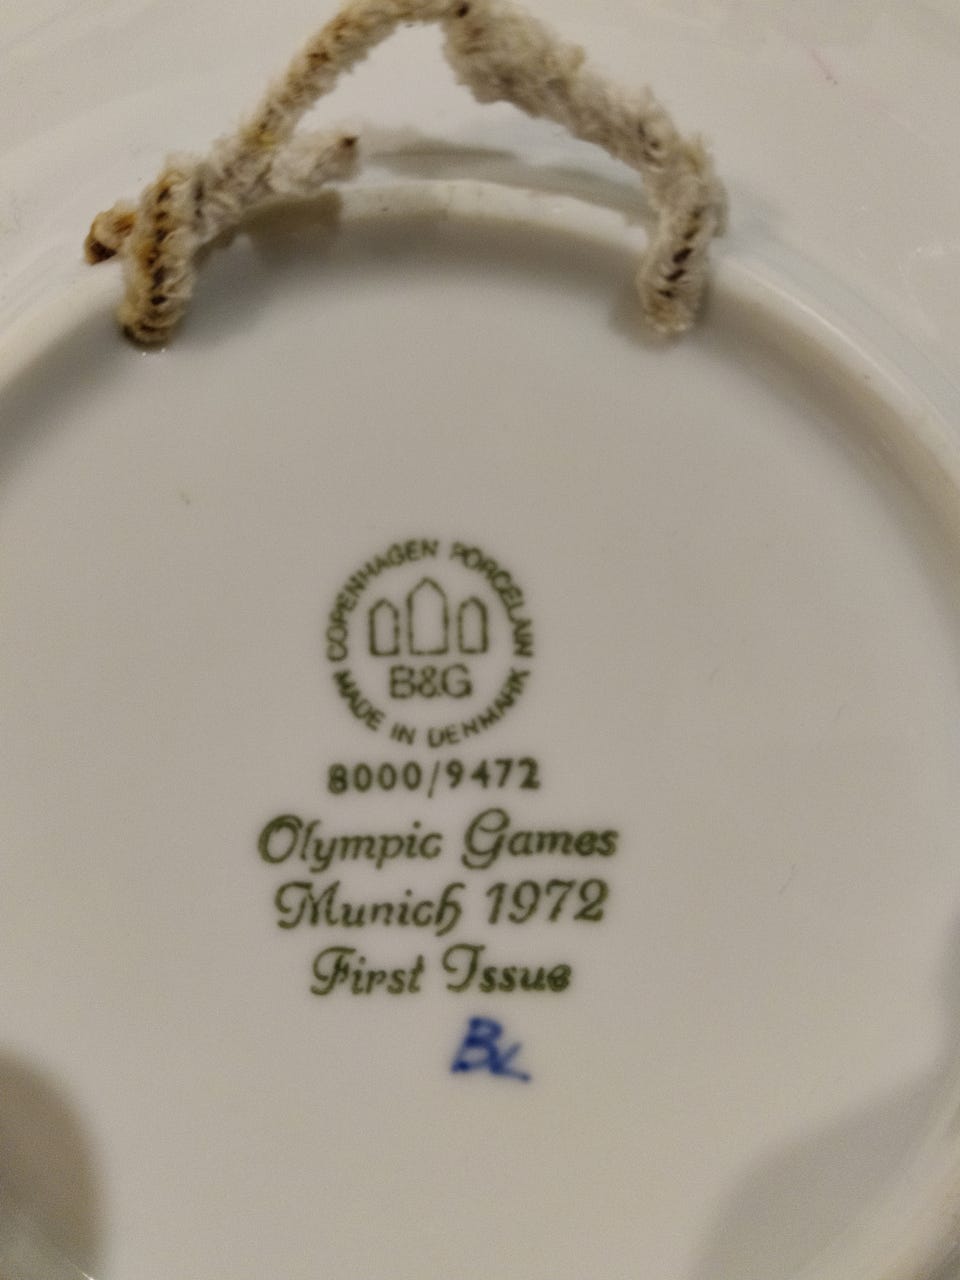 COPENHAGEN PORCELAIN
B&G
MADE IN DENMARK
8000/9472
Olympic Games
Munich 1972
First Issue
BL